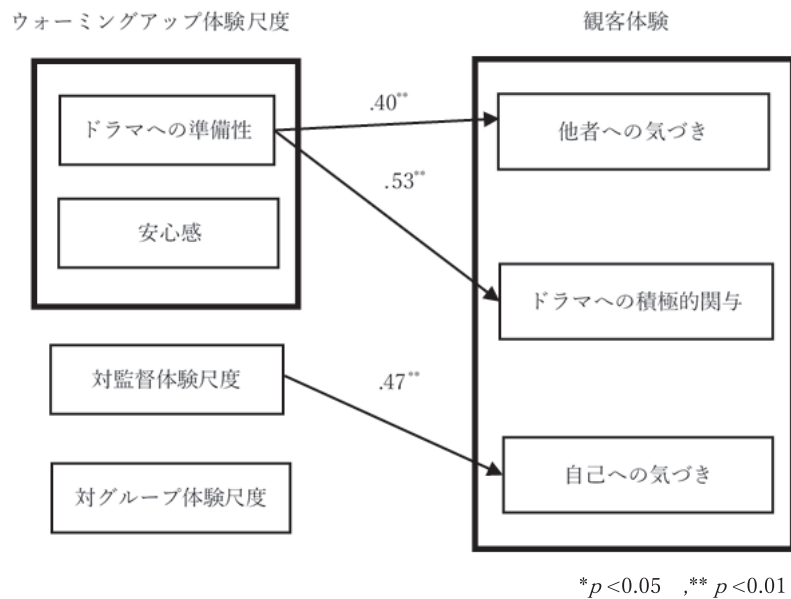 ウォーミングアップ体験尺度
観客体験
ドラマへの準備性
.40**
他者への気づき
.53**
安心感
ドラマへの積極的関与
対監督体験尺度
.47**
自己への気づき
対グループ体験尺度
*p <0.05 ,** p <0.01